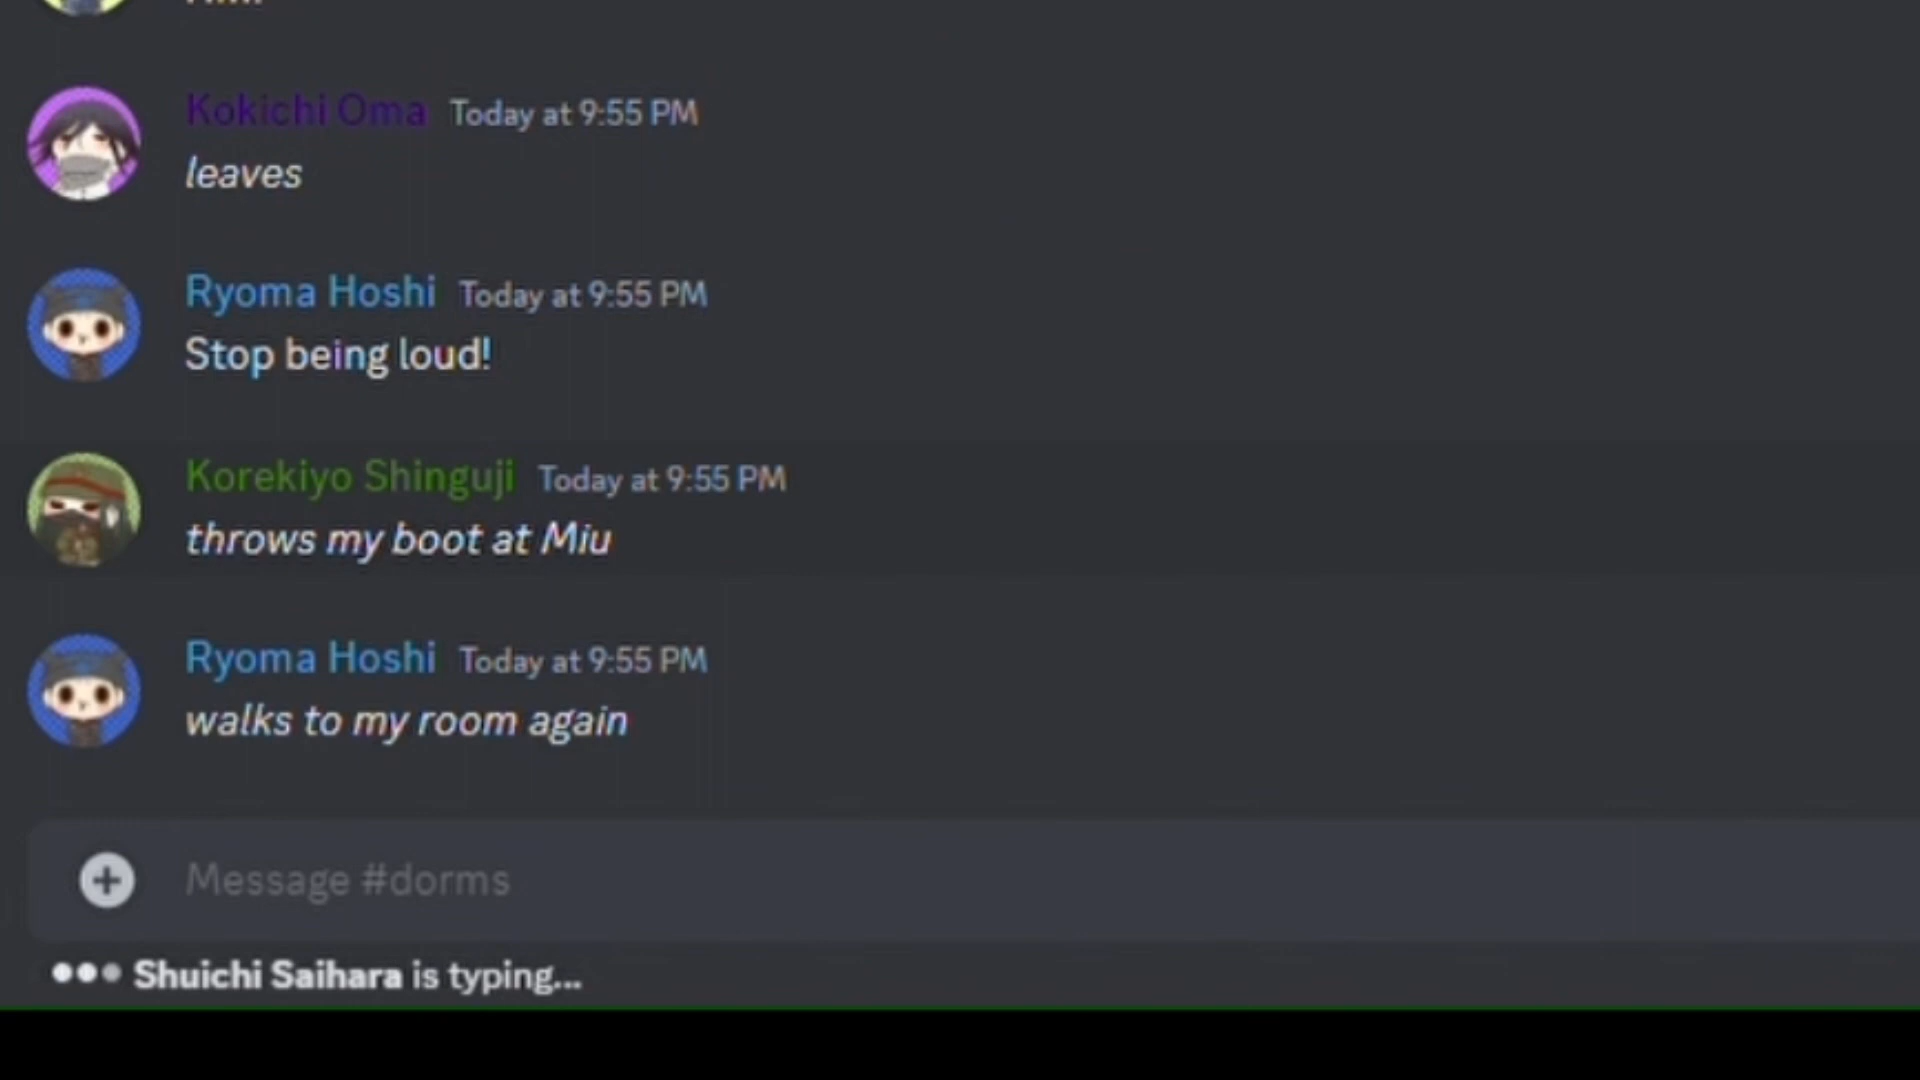 Kokichi Oma Today at 9:55 PM
leaves
Ryoma Hoshi Today at 9:55 PM
Stop being loud!
Korekiyo Shinguji Today at 9:55 PM
throws my boot at Miu
Ryoma Hoshi Today at 9:55 PM
walks to my room again
Message #dorms
Shuichi Saihara is typing...